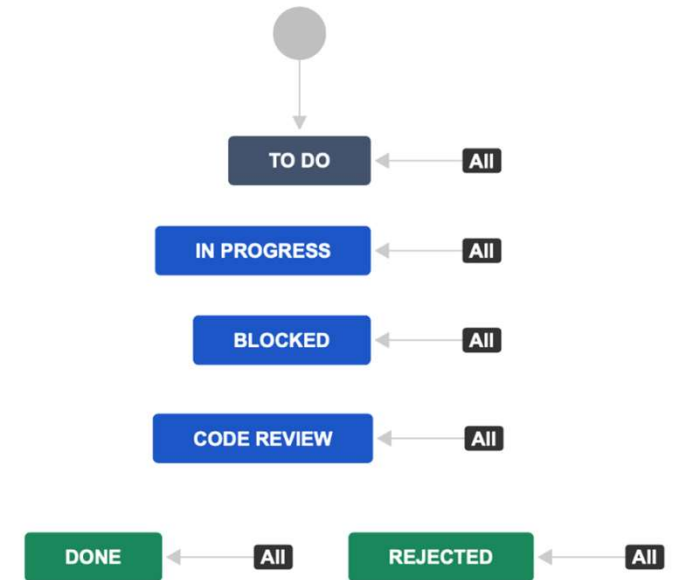 TO DO All
IN PROGRESS All
BLOCKED All
CODE REVIEW All
DONE All REJECTED All